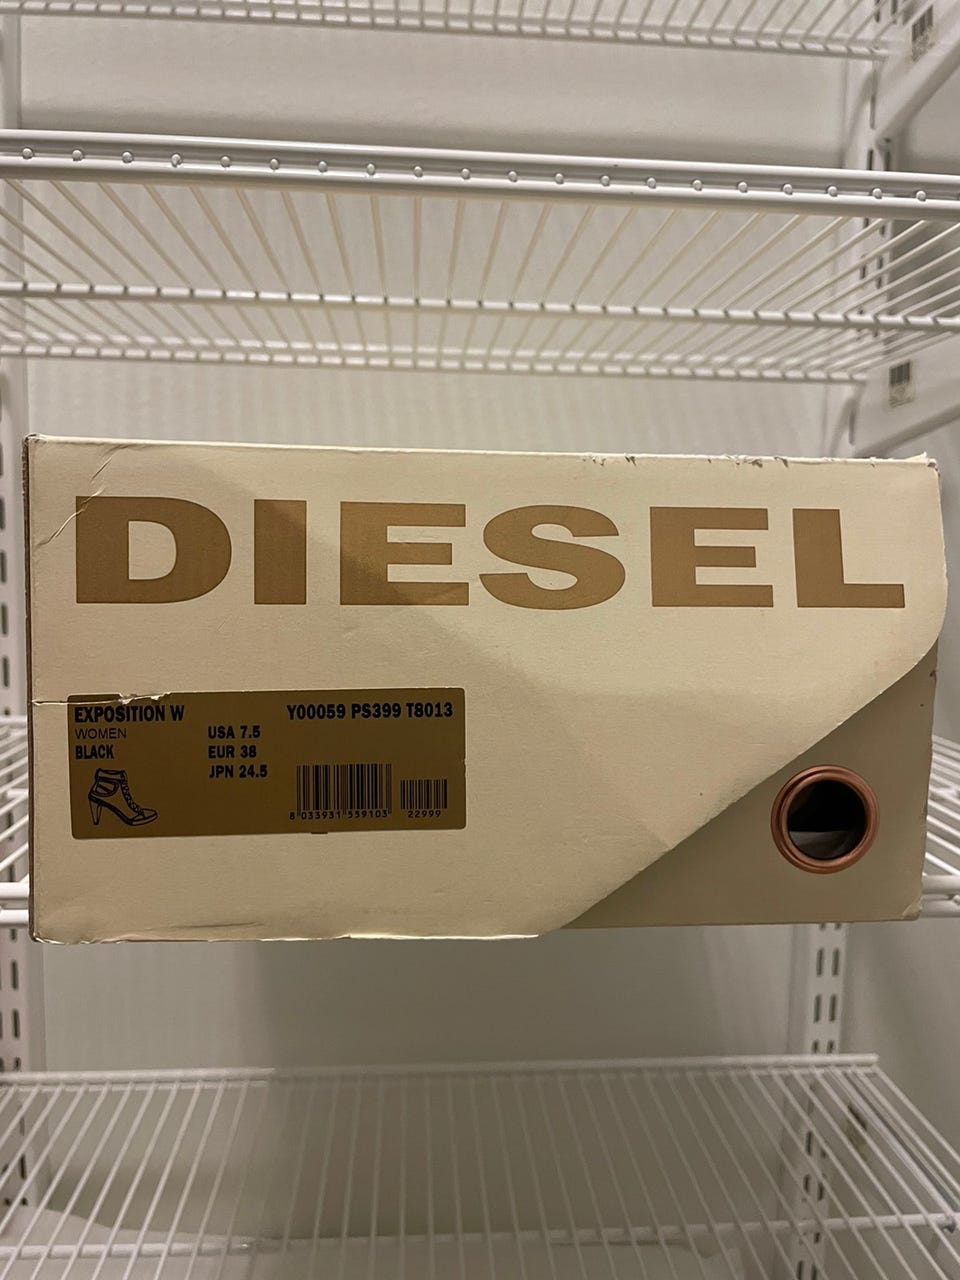 DIESEL
EXPOSITION W
Y00059 PS399 T8013
WOMEN
USA 7.5
BLACK
EUR 38
JPN 24.5
8 033931 559103
22999